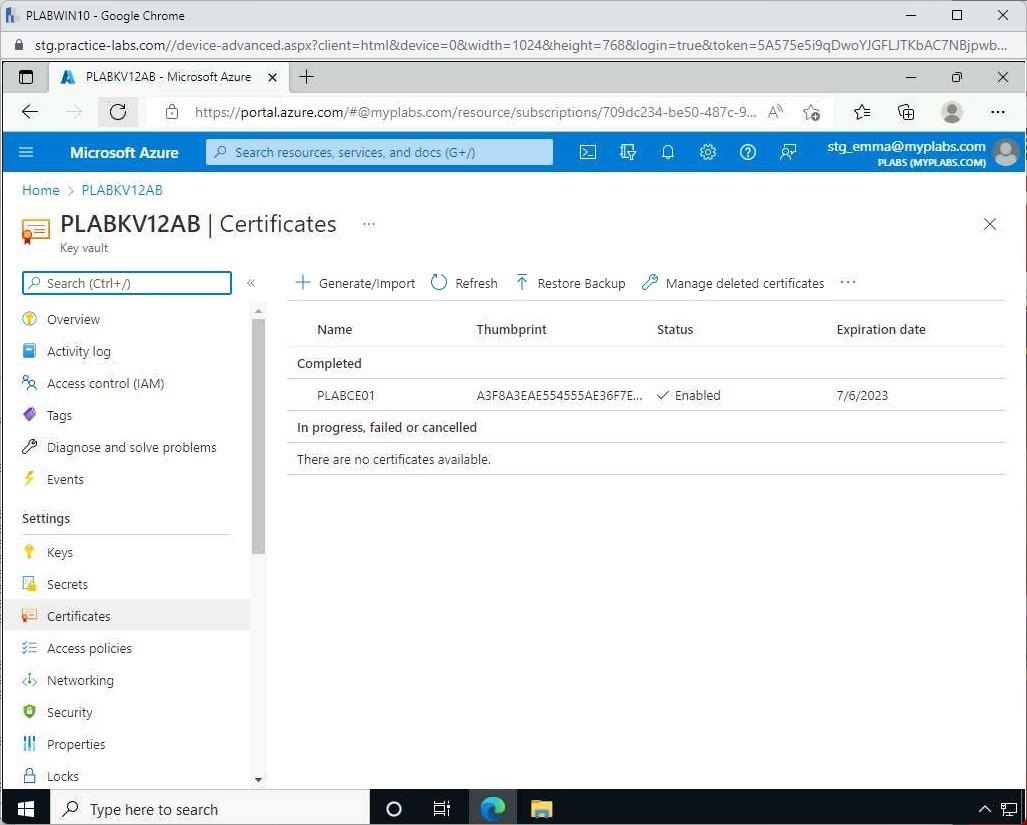 PLABWIN10 - Google Chrome
stg.practice-labs.com//device-advanced.aspx?client=html&device=0&width=1024&height=768&login=true&token=5A575e5i9qDwoYJGFLJTKbAC7NBjpwb...
PLABKV12AB - Microsoft Azure
https://portal.azure.com/#@myplabs.com/resource/subscriptions/709dc234-be50-487c-9...
Microsoft Azure
Search resources, services, and docs (G+/)
stg_emma@myplabs.com
PLABS (MYPLABS.COM)
Home > PLABKV12AB
PLABKV12AB | Certificates ...
Key vault
Search (Ctrl+/)
Generate/Import Refresh Restore Backup Manage deleted certificates ...
Overview
Activity log
Access control (IAM)
Tags
Diagnose and solve problems
Events
Settings
Keys
Secrets
Certificates
Access policies
Networking
Security
Properties
Locks
Name Thumbprint Status Expiration date
Completed
PLABCE01 A3F8A3EAE554555AE36F7E... Enabled 7/6/2023
In progress, failed or cancelled
There are no certificates available.
Type here to search